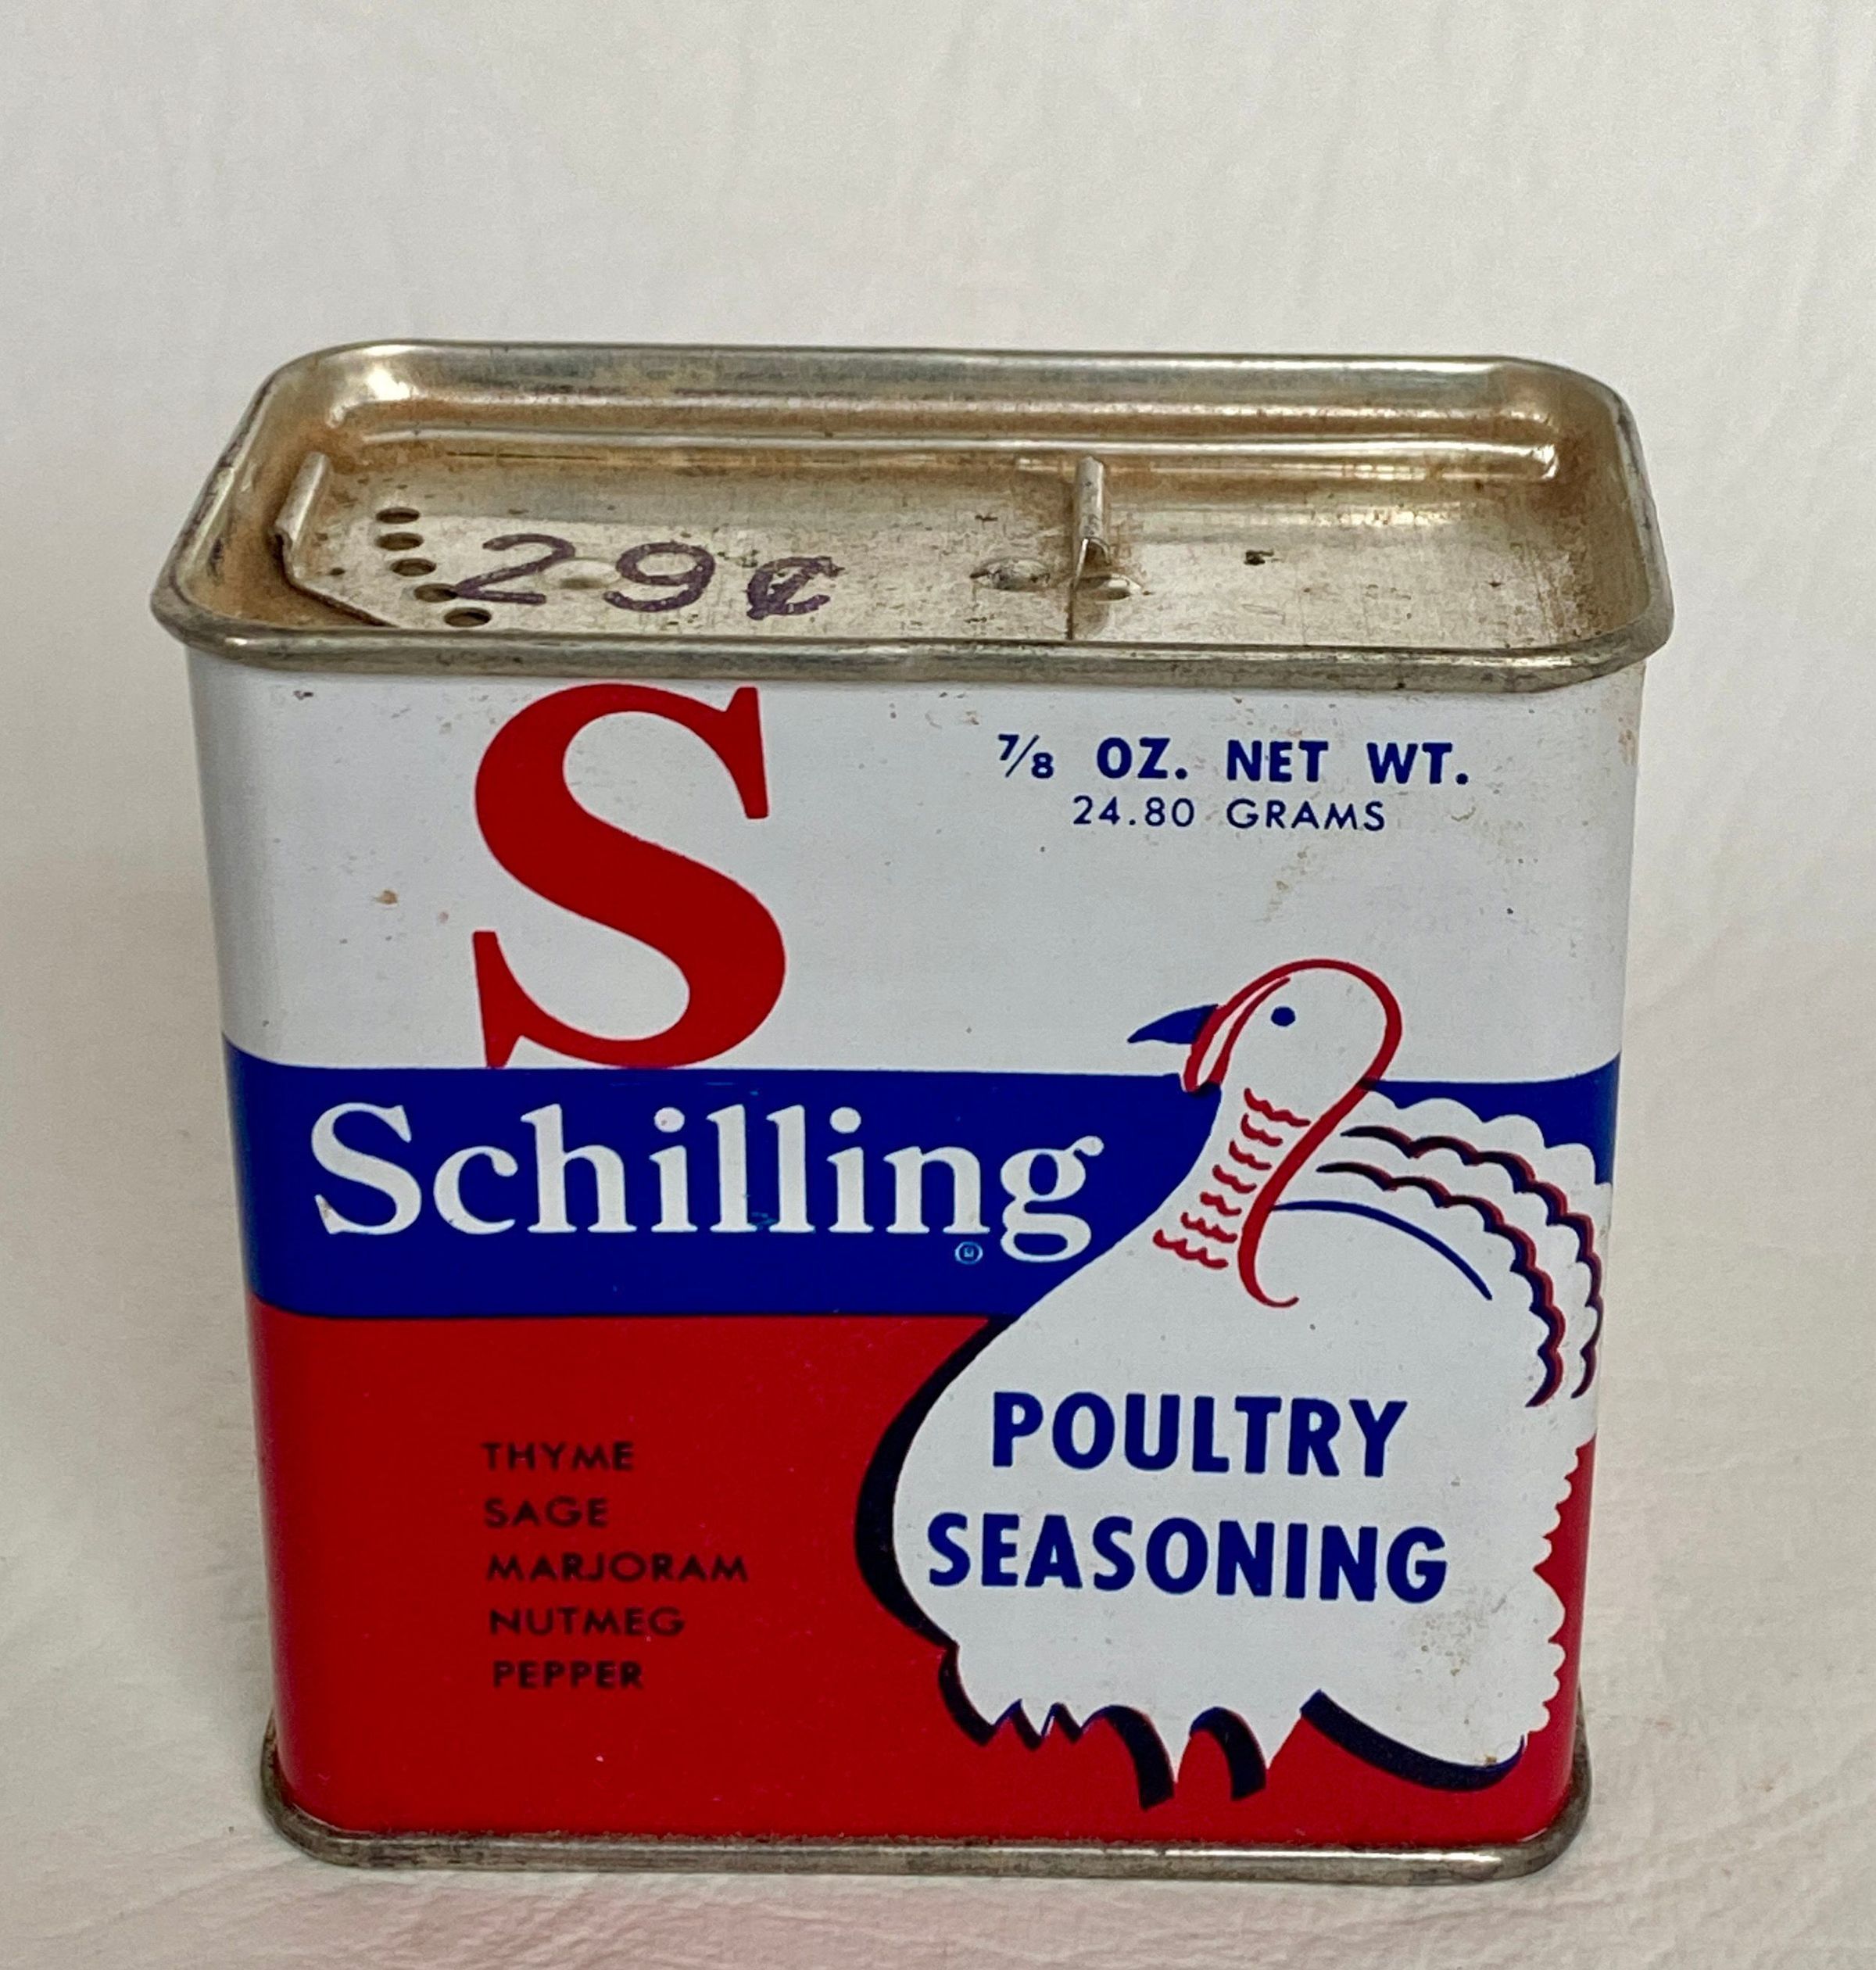 29¢
S
7/8 OZ. NET WT.
24.80 GRAMS
Schilling
®
POULTRY
SEASONING
THYME
SAGE
MARJORAM
NUTMEG
PEPPER